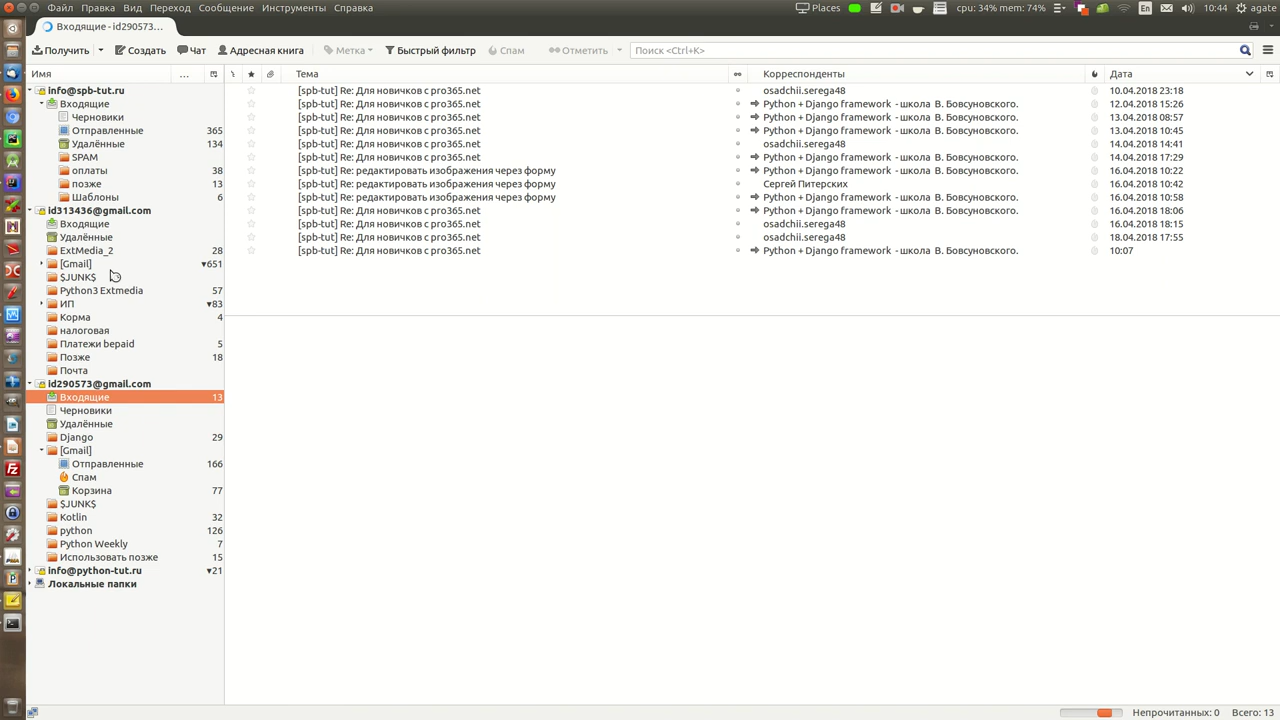 Файл Правка Вид Переход Сообщение Инструменты Справка Places cpu: 34% mem: 74% En 10:44 agate
Входящие - id290573…
Получить Создать Чат Адресная книга Метка Быстрый фильтр Спам Отметить Поиск <Ctrl+K>
Имя … Тема Корреспонденты Дата
info@spb-tut.ru
Входящие
Черновики
Отправленные 365
Удалённые 134
SPAM
оплаты 38
позже 13
Шаблоны 6
id313436@gmail.com
Входящие
Удалённые
ExtMedia_2 28
[Gmail] ▾651
$JUNK$
Python3 Extmedia 57
ИП ▾83
Корма 4
налоговая
Платежи bepaid 5
Позже 18
Почта
id290573@gmail.com
Входящие 13
Черновики
Удалённые
Django 29
[Gmail]
Отправленные 166
Спам
Корзина 77
$JUNK$
Kotlin 32
python 126
Python Weekly 7
Использовать позже 15
info@python-tut.ru ▾21
Локальные папки
[spb-tut] Re: Для новичков с pro365.net osadchii.serega48 10.04.2018 23:18
[spb-tut] Re: Для новичков с pro365.net Python + Django framework - школа В. Бовсуновского. 12.04.2018 15:26
[spb-tut] Re: Для новичков с pro365.net Python + Django framework - школа В. Бовсуновского. 13.04.2018 08:57
[spb-tut] Re: Для новичков с pro365.net Python + Django framework - школа В. Бовсуновского. 13.04.2018 10:45
[spb-tut] Re: Для новичков с pro365.net osadchii.serega48 14.04.2018 14:41
[spb-tut] Re: Для новичков с pro365.net Python + Django framework - школа В. Бовсуновского. 14.04.2018 17:29
[spb-tut] Re: редактировать изображения через форму Python + Django framework - школа В. Бовсуновского. 16.04.2018 10:22
[spb-tut] Re: редактировать изображения через форму Сергей Питерских 16.04.2018 10:42
[spb-tut] Re: редактировать изображения через форму Python + Django framework - школа В. Бовсуновского. 16.04.2018 10:58
[spb-tut] Re: Для новичков с pro365.net Python + Django framework - школа В. Бовсуновского. 16.04.2018 18:06
[spb-tut] Re: Для новичков с pro365.net osadchii.serega48 16.04.2018 18:15
[spb-tut] Re: Для новичков с pro365.net osadchii.serega48 18.04.2018 17:55
[spb-tut] Re: Для новичков с pro365.net Python + Django framework - школа В. Бовсуновского. 10:07
Непрочитанных: 0 Всего: 13